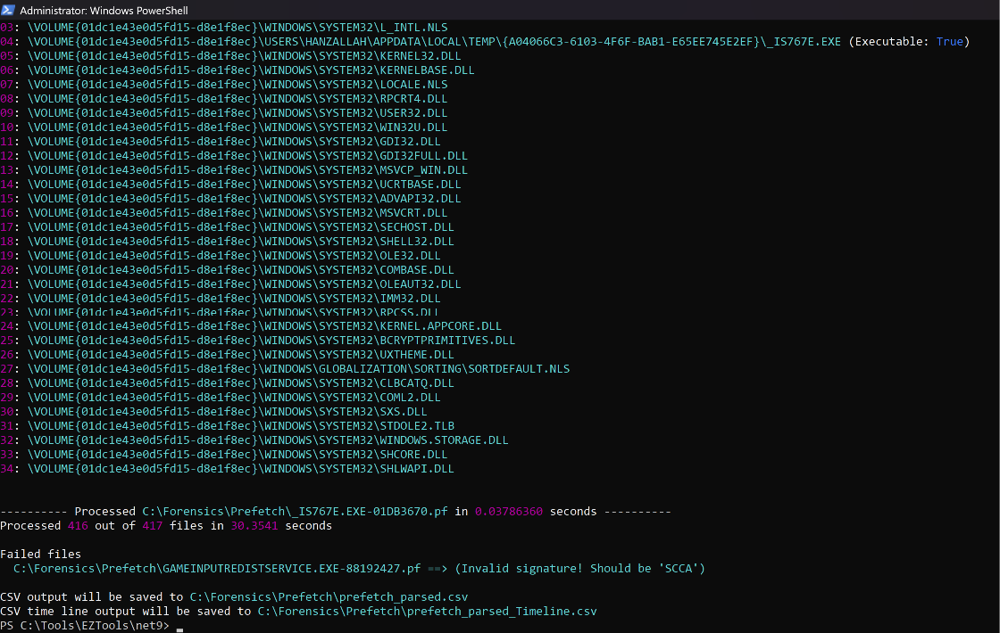 Administrator: Windows PowerShell
03: \VOLUME{01dc1e43e0d5fd15-d8e1f8ec}\WINDOWS\SYSTEM32\L_INTL.NLS
04: \VOLUME{01dc1e43e0d5fd15-d8e1f8ec}\USERS\HANZALLAH\APPDATA\LOCAL\TEMP\{A04066C3-6103-4F6F-BAB1-E65EE745E2EF}\_IS767E.EXE (Executable: True)
05: \VOLUME{01dc1e43e0d5fd15-d8e1f8ec}\WINDOWS\SYSTEM32\KERNEL32.DLL
06: \VOLUME{01dc1e43e0d5fd15-d8e1f8ec}\WINDOWS\SYSTEM32\KERNELBASE.DLL
07: \VOLUME{01dc1e43e0d5fd15-d8e1f8ec}\WINDOWS\SYSTEM32\LOCALE.NLS
08: \VOLUME{01dc1e43e0d5fd15-d8e1f8ec}\WINDOWS\SYSTEM32\RPCRT4.DLL
09: \VOLUME{01dc1e43e0d5fd15-d8e1f8ec}\WINDOWS\SYSTEM32\USER32.DLL
10: \VOLUME{01dc1e43e0d5fd15-d8e1f8ec}\WINDOWS\SYSTEM32\WIN32U.DLL
11: \VOLUME{01dc1e43e0d5fd15-d8e1f8ec}\WINDOWS\SYSTEM32\GDI32.DLL
12: \VOLUME{01dc1e43e0d5fd15-d8e1f8ec}\WINDOWS\SYSTEM32\GDI32FULL.DLL
13: \VOLUME{01dc1e43e0d5fd15-d8e1f8ec}\WINDOWS\SYSTEM32\MSVCP_WIN.DLL
14: \VOLUME{01dc1e43e0d5fd15-d8e1f8ec}\WINDOWS\SYSTEM32\UCRTBASE.DLL
15: \VOLUME{01dc1e43e0d5fd15-d8e1f8ec}\WINDOWS\SYSTEM32\ADVAPI32.DLL
16: \VOLUME{01dc1e43e0d5fd15-d8e1f8ec}\WINDOWS\SYSTEM32\MSVCRT.DLL
17: \VOLUME{01dc1e43e0d5fd15-d8e1f8ec}\WINDOWS\SYSTEM32\SECHOST.DLL
18: \VOLUME{01dc1e43e0d5fd15-d8e1f8ec}\WINDOWS\SYSTEM32\SHELL32.DLL
19: \VOLUME{01dc1e43e0d5fd15-d8e1f8ec}\WINDOWS\SYSTEM32\OLE32.DLL
20: \VOLUME{01dc1e43e0d5fd15-d8e1f8ec}\WINDOWS\SYSTEM32\COMBASE.DLL
21: \VOLUME{01dc1e43e0d5fd15-d8e1f8ec}\WINDOWS\SYSTEM32\OLEAUT32.DLL
22: \VOLUME{01dc1e43e0d5fd15-d8e1f8ec}\WINDOWS\SYSTEM32\IMM32.DLL
23: \VOLUME{01dc1e43e0d5fd15-d8e1f8ec}\WINDOWS\SYSTEM32\RPCSS.DLL
24: \VOLUME{01dc1e43e0d5fd15-d8e1f8ec}\WINDOWS\SYSTEM32\KERNEL.APPCORE.DLL
25: \VOLUME{01dc1e43e0d5fd15-d8e1f8ec}\WINDOWS\SYSTEM32\BCRYPTPRIMITIVES.DLL
26: \VOLUME{01dc1e43e0d5fd15-d8e1f8ec}\WINDOWS\SYSTEM32\UXTHEME.DLL
27: \VOLUME{01dc1e43e0d5fd15-d8e1f8ec}\WINDOWS\GLOBALIZATION\SORTING\SORTDEFAULT.NLS
28: \VOLUME{01dc1e43e0d5fd15-d8e1f8ec}\WINDOWS\SYSTEM32\CLBCATQ.DLL
29: \VOLUME{01dc1e43e0d5fd15-d8e1f8ec}\WINDOWS\SYSTEM32\COML2.DLL
30: \VOLUME{01dc1e43e0d5fd15-d8e1f8ec}\WINDOWS\SYSTEM32\SXS.DLL
31: \VOLUME{01dc1e43e0d5fd15-d8e1f8ec}\WINDOWS\SYSTEM32\STDOLE2.TLB
32: \VOLUME{01dc1e43e0d5fd15-d8e1f8ec}\WINDOWS\SYSTEM32\WINDOWS.STORAGE.DLL
33: \VOLUME{01dc1e43e0d5fd15-d8e1f8ec}\WINDOWS\SYSTEM32\SHCORE.DLL
34: \VOLUME{01dc1e43e0d5fd15-d8e1f8ec}\WINDOWS\SYSTEM32\SHLWAPI.DLL
---------- Processed C:\Forensics\Prefetch\_IS767E.EXE-01DB3670.pf in 0.03786360 seconds ----------
Processed 416 out of 417 files in 30.3541 seconds
Failed files
C:\Forensics\Prefetch\GAMEINPUTREDISTSERVICE.EXE-88192427.pf ==> (Invalid signature! Should be 'SCCA')
CSV output will be saved to C:\Forensics\Prefetch\prefetch_parsed.csv
CSV time line output will be saved to C:\Forensics\Prefetch\prefetch_parsed_Timeline.csv
PS C:\Tools\EZTools\net9>